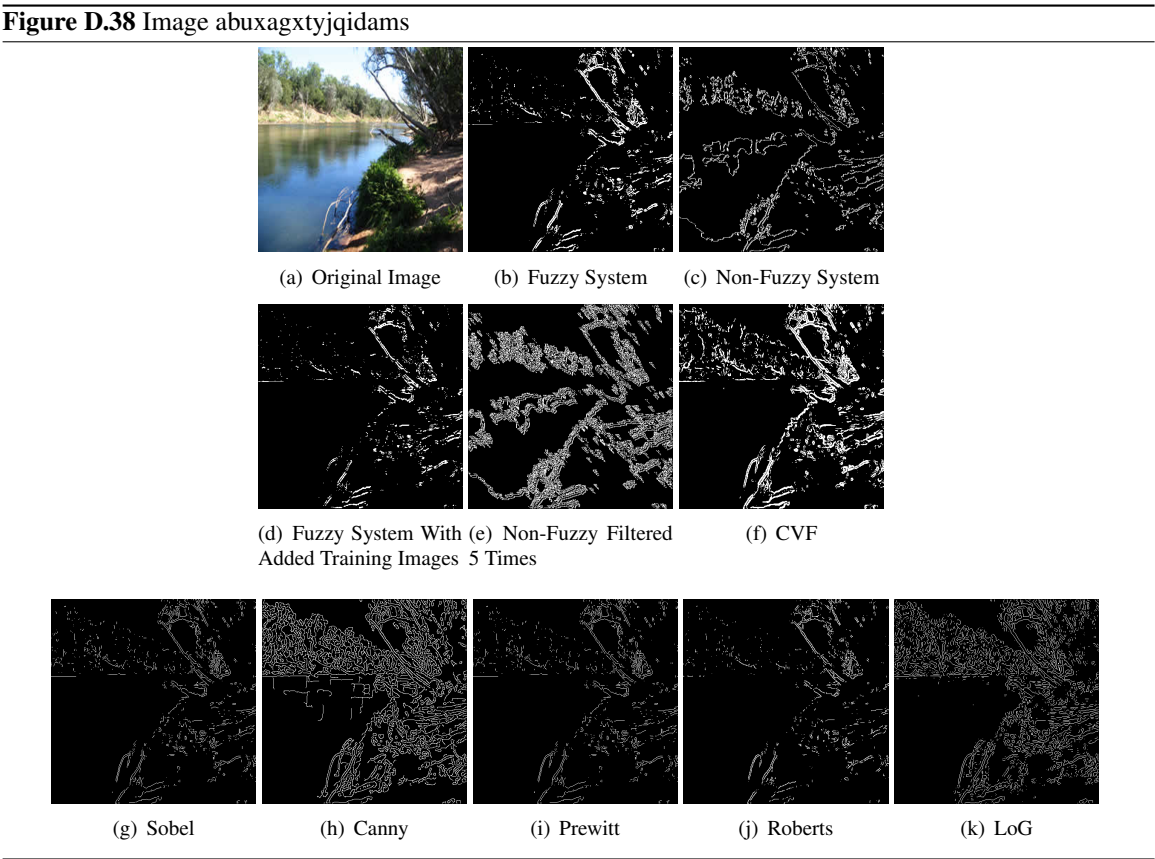 Figure D.38 Image abuxagxtyjqidams
(a) Original Image
(b) Fuzzy System
(c) Non-Fuzzy System
(d) Fuzzy System With
Added Training Images
(e) Non-Fuzzy Filtered
5 Times
(f) CVF
(g) Sobel
(h) Canny
(i) Prewitt
(j) Roberts
(k) LoG